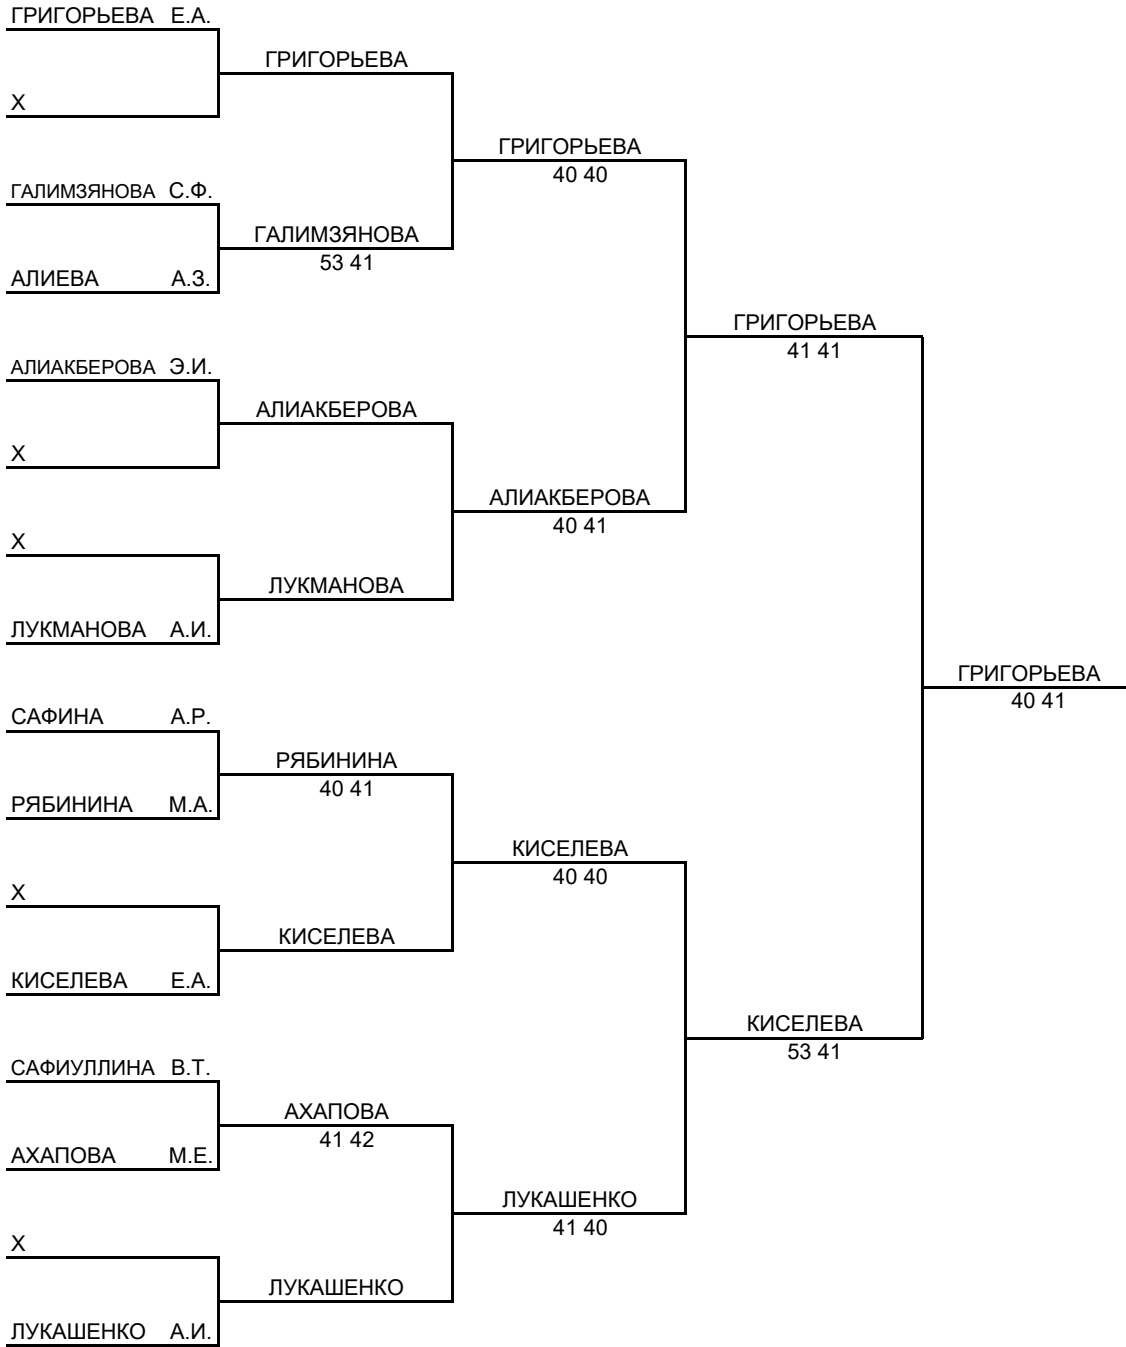 ГРИГОРЬЕВА Е.А.
ГРИГОРЬЕВА
Х
ГРИГОРЬЕВА
40 40
ГАЛИМЗЯНОВА С.Ф.
ГАЛИМЗЯНОВА
53 41
АЛИЕВА А.З.
ГРИГОРЬЕВА
41 41
АЛИАКБЕРОВА Э.И.
АЛИАКБЕРОВА
Х
АЛИАКБЕРОВА
40 41
Х
ЛУКМАНОВА
ЛУКМАНОВА А.И.
ГРИГОРЬЕВА
40 41
САФИНА А.Р.
РЯБИНИНА
40 41
РЯБИНИНА М.А.
КИСЕЛЕВА
40 40
Х
КИСЕЛЕВА
КИСЕЛЕВА Е.А.
КИСЕЛЕВА
53 41
САФИУЛЛИНА В.Т.
АХАПОВА
41 42
АХАПОВА М.Е.
ЛУКАШЕНКО
41 40
Х
ЛУКАШЕНКО
ЛУКАШЕНКО А.И.